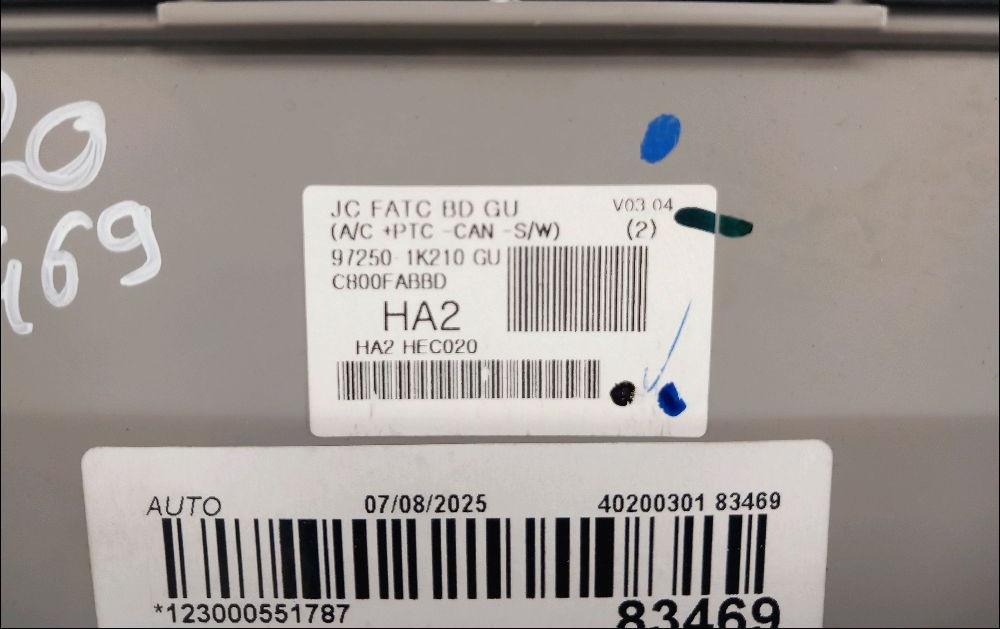 JC FATC BD GU
V03.04
(A/C +PTC -CAN -S/W)
(2)
97250-1K210 GU
C800FABBD
HA2
HA2 HEC020
69
AUTO
07/08/2025
40200301 83469
*123000551787
83469